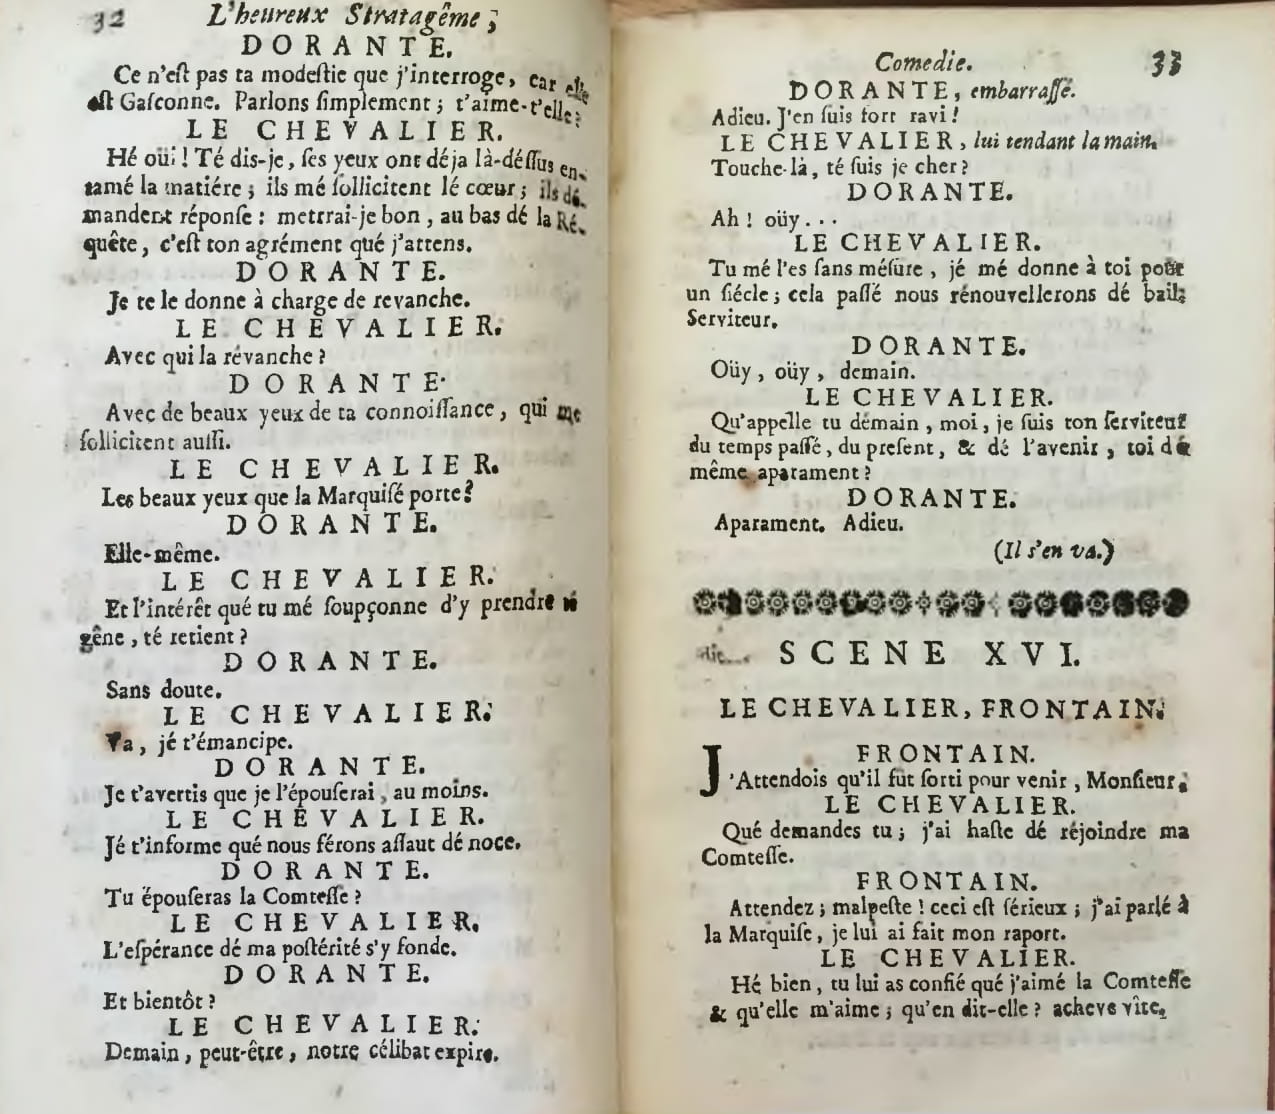 32 L'heureux Stratagême,
DORANTE.
Ce n'eſt pas ta modeſtie que j'interroge, car elle
eſt Gaſconne. Parlons ſimplement ; t'aime-t'elle ?
LE CHEVALIER.
Hé oüi ! Té dis-je, ſes yeux ont déja là-déſſus en-
tamé la matiére ; ils mé ſollicitent lé cœur ; ils dé-
mandent réponſe : mettrai-je bon, au bas dé la Ré-
quête, c'eſt ton agrément qué j'attens.
DORANTE.
Je te le donne à charge de revanche.
LE CHEVALIER.
Avec qui la révanche ?
DORANTE.
Avec de beaux yeux de ta connoiſſance, qui me
ſollicitent auſſi.
LE CHEVALIER.
Les beaux yeux que la Marquiſé porte ?
DORANTE.
Elle-même.
LE CHEVALIER.
Et l'intérêt qué tu mé ſoupçonne d'y prendre té
gêne, té retient ?
DORANTE.
Sans doute.
LE CHEVALIER.
Va, jé t'émancipe.
DORANTE.
Je t'avertis que je l'épouſerai, au moins.
LE CHEVALIER.
Jé t'informe qué nous férons aſſaut dé noce.
DORANTE.
Tu épouſeras la Comteſſe ?
LE CHEVALIER.
L'eſpérance dé ma poſtérité s'y fonde.
DORANTE.
Et bientôt ?
LE CHEVALIER.
Demain, peut-être, notre célibat expire.
Comedie. 33
DORANTE, embarraſſé.
Adieu. J'en ſuis fort ravi !
LE CHEVALIER, lui tendant la main.
Touche-là, té ſuis je cher ?
DORANTE.
Ah ! oüy . . .
LE CHEVALIER.
Tu mé l'es ſans méſure, jé mé donne à toi pour
un ſiécle ; cela paſſé nous rénouvellerons dé bail ;
Serviteur.
DORANTE.
Oüy, oüy, demain.
LE CHEVALIER.
Qu'appelle tu démain, moi, je ſuis ton ſerviteur
du temps paſſé, du preſent, & dé l'avenir, toi dé
même aparament ?
DORANTE.
Aparament. Adieu.
(Il s'en va.)
SCENE XVI.
LE CHEVALIER, FRONTAIN.
FRONTAIN.
J'Attendois qu'il fût ſorti pour venir, Monſieur.
LE CHEVALIER.
Qué demandes tu ; j'ai haſte dé réjoindre ma
Comteſſe.
FRONTAIN.
Attendez ; malpeſte ! ceci eſt ſérieux ; j'ai parlé à
la Marquiſe, je lui ai fait mon raport.
LE CHEVALIER.
Hé bien, tu lui as confié qué j'aimé la Comteſſe
& qu'elle m'aime ; qu'en dit-elle ? acheve vîte.